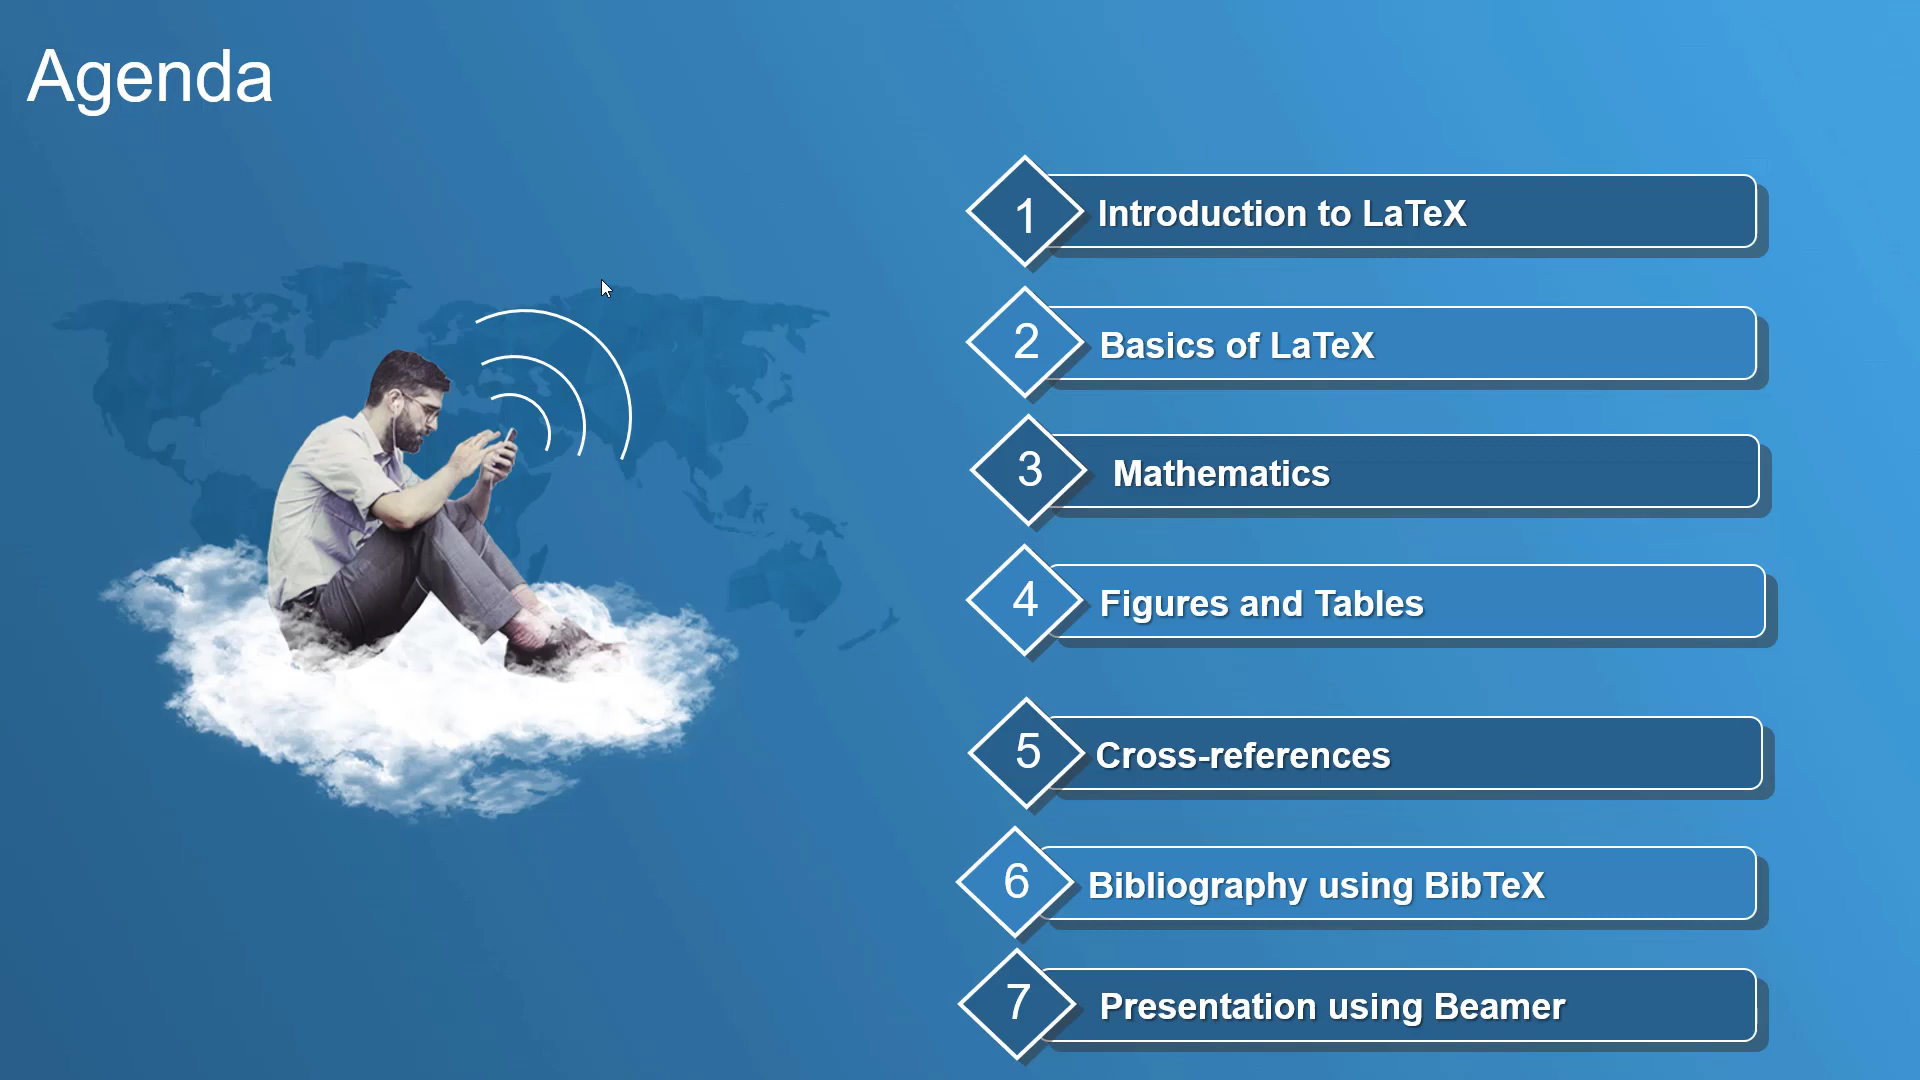 Agenda
1 Introduction to LaTeX
2 Basics of LaTeX
3 Mathematics
4 Figures and Tables
5 Cross-references
6 Bibliography using BibTeX
7 Presentation using Beamer